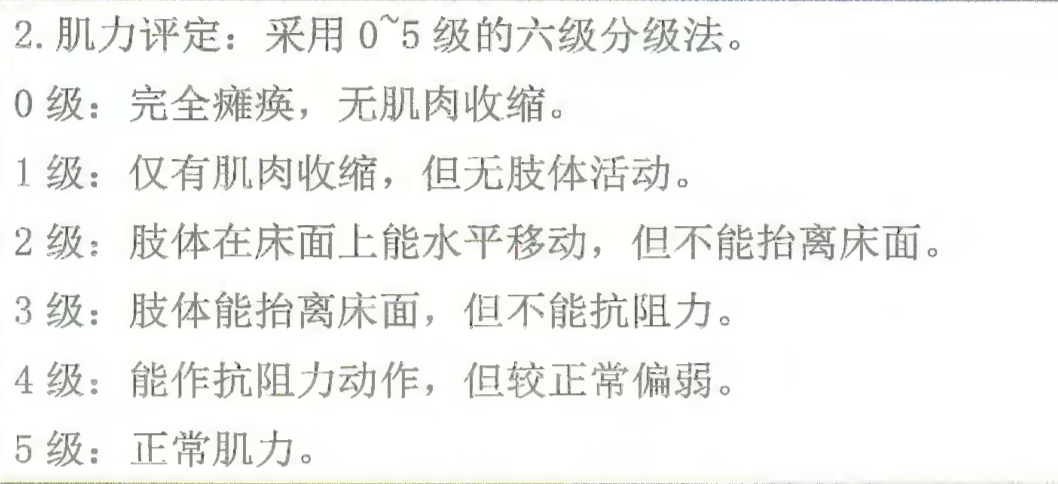 2.肌力评定：采用0~5级的六级分级法。
0级：完全瘫痪，无肌肉收缩。
1级：仅有肌肉收缩，但无肢体活动。
2级：肢体在床面上能水平移动，但不能抬离床面。
3级：肢体能抬离床面，但不能抗阻力。
4级：能作抗阻力动作，但较正常偏弱。
5级：正常肌力。